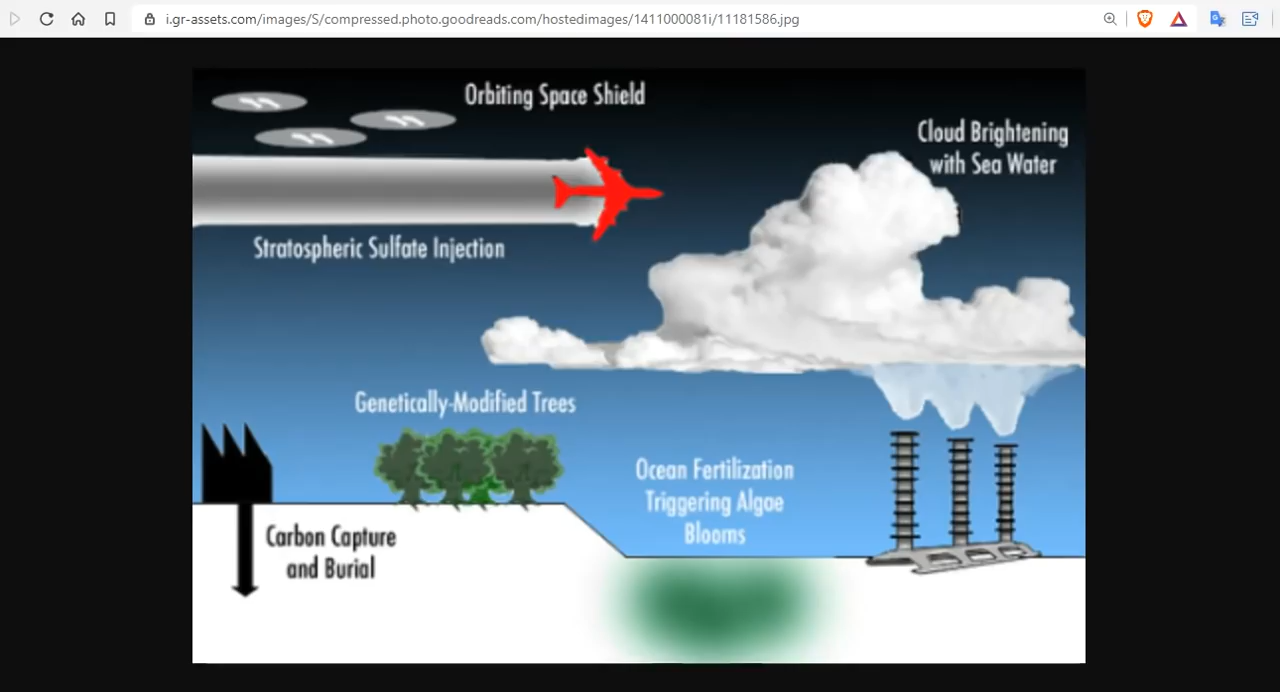 i.gr-assets.com/images/S/compressed.photo.goodreads.com/hostedimages/1411000081i/11181586.jpg
Orbiting Space Shield
Cloud Brightening
with Sea Water
Stratospheric Sulfate Injection
Genetically-Modified Trees
Ocean Fertilization
Triggering Algae
Blooms
Carbon Capture
and Burial